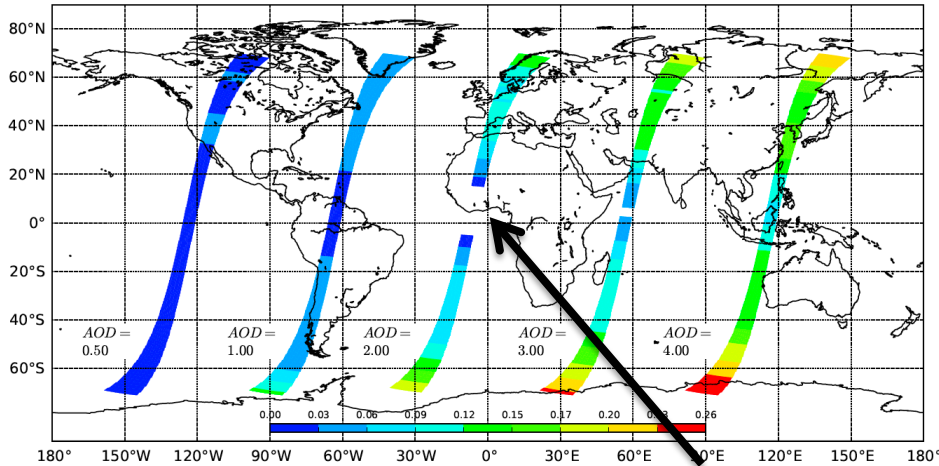 80°N
60°N
40°N
20°N
0°
20°S
40°S
60°S
AOD = 0.50
AOD = 1.00
AOD = 2.00
AOD = 3.00
AOD = 4.00
0.00 0.03 0.06 0.09 0.12 0.15 0.17 0.20 0.26
180° 150°W 120°W 90°W 60°W 30°W 0° 30°E 60°E 90°E 120°E 150°E 180°